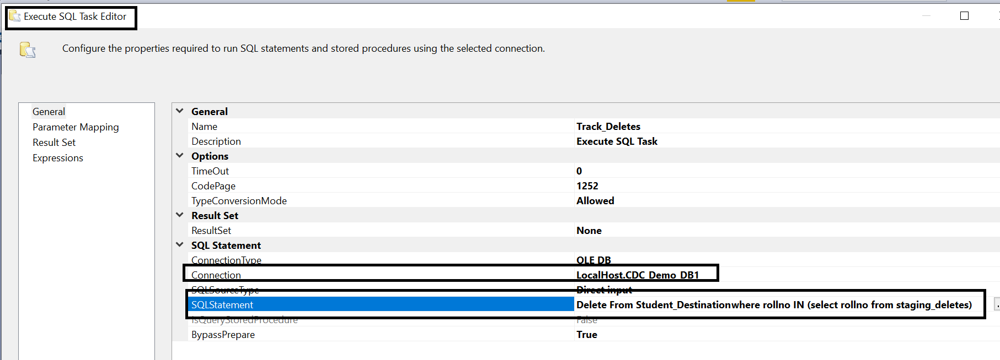 Execute SQL Task Editor
Configure the properties required to run SQL statements and stored procedures using the selected connection.
General
Parameter Mapping
Result Set
Expressions
General
Name Track_Deletes
Description Execute SQL Task
Options
TimeOut 0
CodePage 1252
TypeConversionMode Allowed
Result Set
ResultSet None
SQL Statement
ConnectionType OLE DB
Connection LocalHost.CDC_Demo_DB1
SQLSourceType Direct input
SQLStatement Delete From Student_Destinationwhere rollno IN (select rollno from staging_deletes)
IsQueryStoredProcedure False
BypassPrepare True